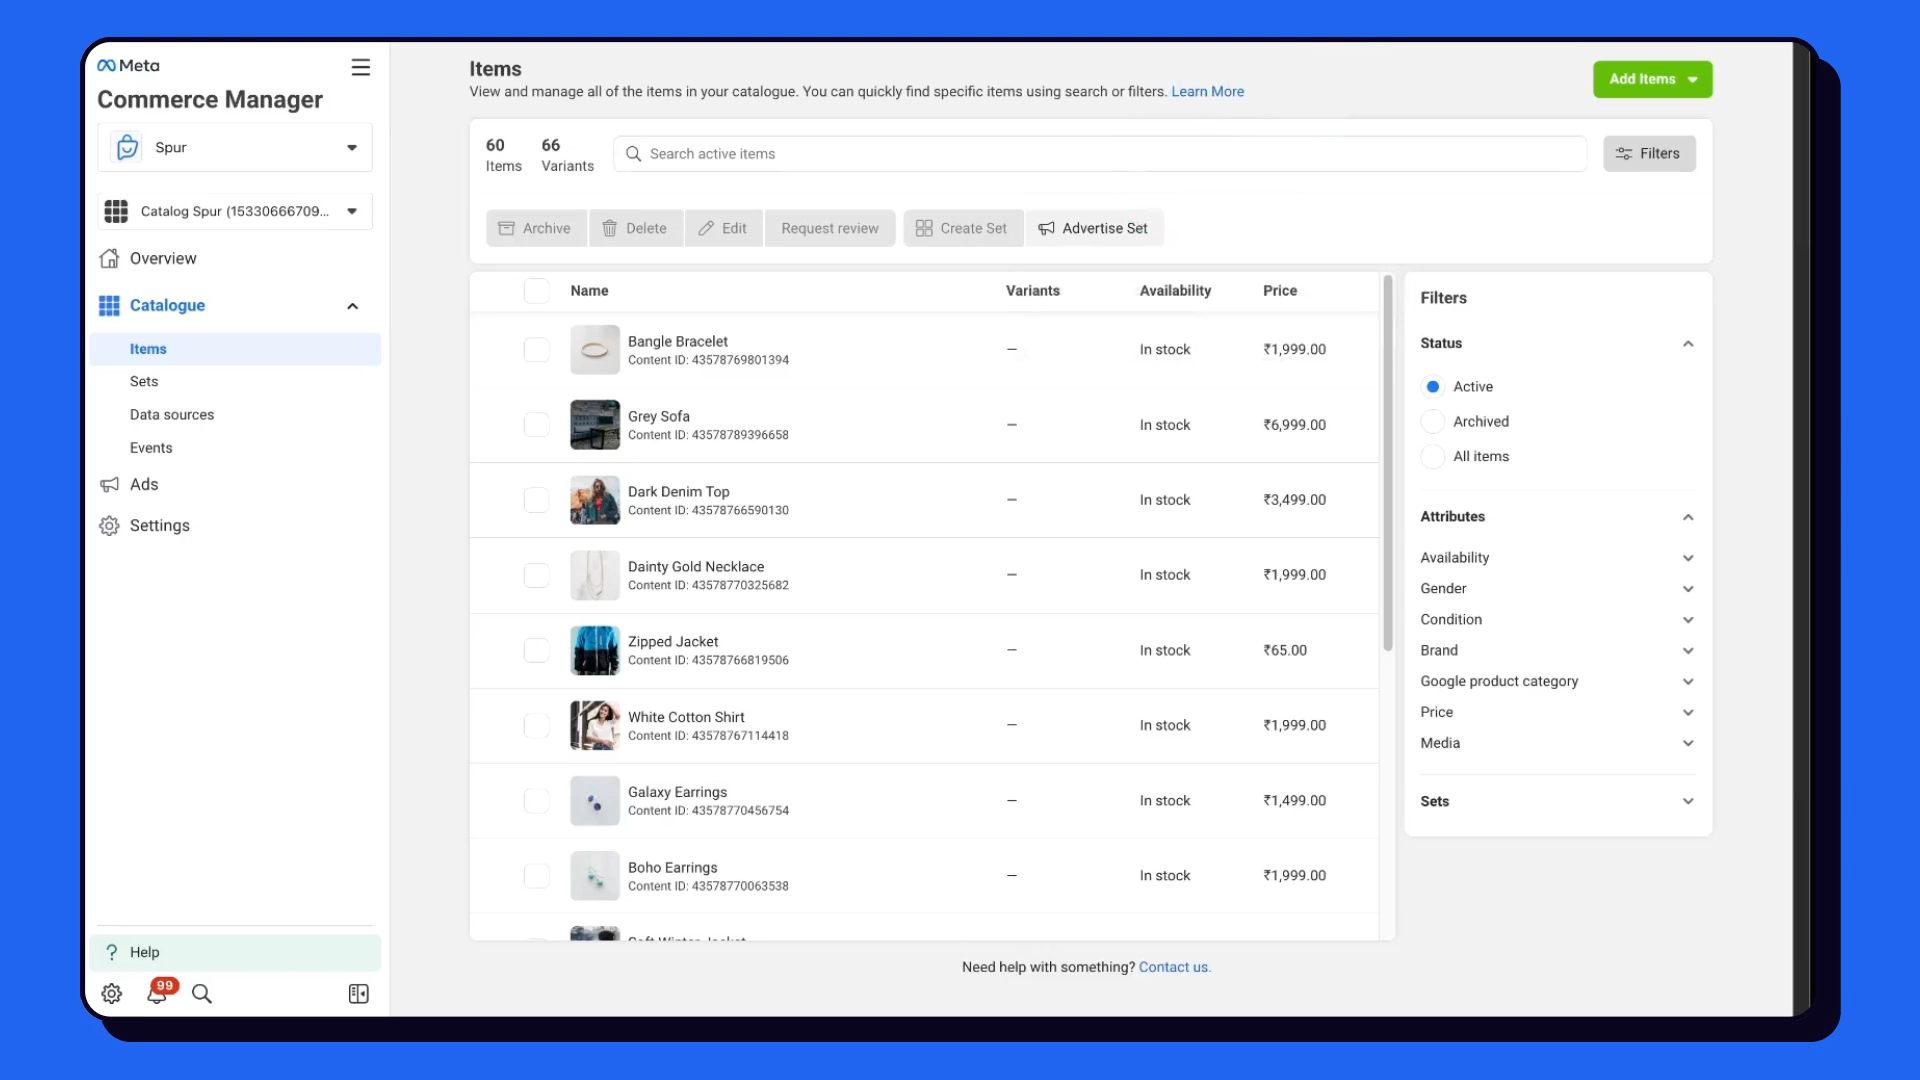 Meta
Commerce Manager
Spur
Catalog Spur (15330666709...
Overview
Catalogue
Items
Sets
Data sources
Events
Ads
Settings
? Help
99
Items
View and manage all of the items in your catalogue. You can quickly find specific items using search or filters. Learn More
Add Items
60 Items
66 Variants
Search active items
Filters
Archive
Delete
Edit
Request review
Create Set
Advertise Set
Name Variants Availability Price
Bangle Bracelet
Content ID: 43578769801394
– In stock ₹1,999.00
Grey Sofa
Content ID: 43578789396658
– In stock ₹6,999.00
Dark Denim Top
Content ID: 43578766590130
– In stock ₹3,499.00
Dainty Gold Necklace
Content ID: 43578770325682
– In stock ₹1,999.00
Zipped Jacket
Content ID: 43578766819506
– In stock ₹65.00
White Cotton Shirt
Content ID: 43578767114418
– In stock ₹1,999.00
Galaxy Earrings
Content ID: 43578770456754
– In stock ₹1,499.00
Boho Earrings
Content ID: 43578770063538
– In stock ₹1,999.00
Soft Winter Jacket
Need help with something? Contact us.
Filters
Status
Active
Archived
All items
Attributes
Availability
Gender
Condition
Brand
Google product category
Price
Media
Sets